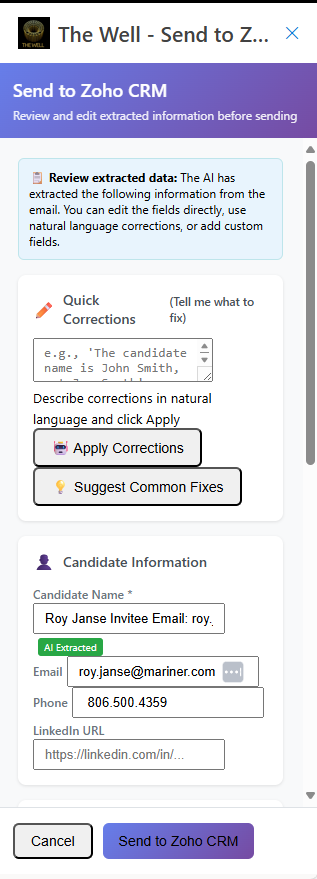 THE WELL
The Well - Send to Z...
Send to Zoho CRM
Review and edit extracted information before sending
Review extracted data: The AI has
extracted the following information from the
email. You can edit the fields directly, use
natural language corrections, or add custom
fields.
Quick
Corrections
(Tell me what to
fix)
e.g., 'The candidate
name is John Smith,
Describe corrections in natural
language and click Apply
Apply Corrections
Suggest Common Fixes
Candidate Information
Candidate Name *
Roy Janse Invitee Email: roy.
AI Extracted
Email roy.janse@mariner.com
Phone 806.500.4359
LinkedIn URL
https://linkedin.com/in/...
Cancel
Send to Zoho CRM